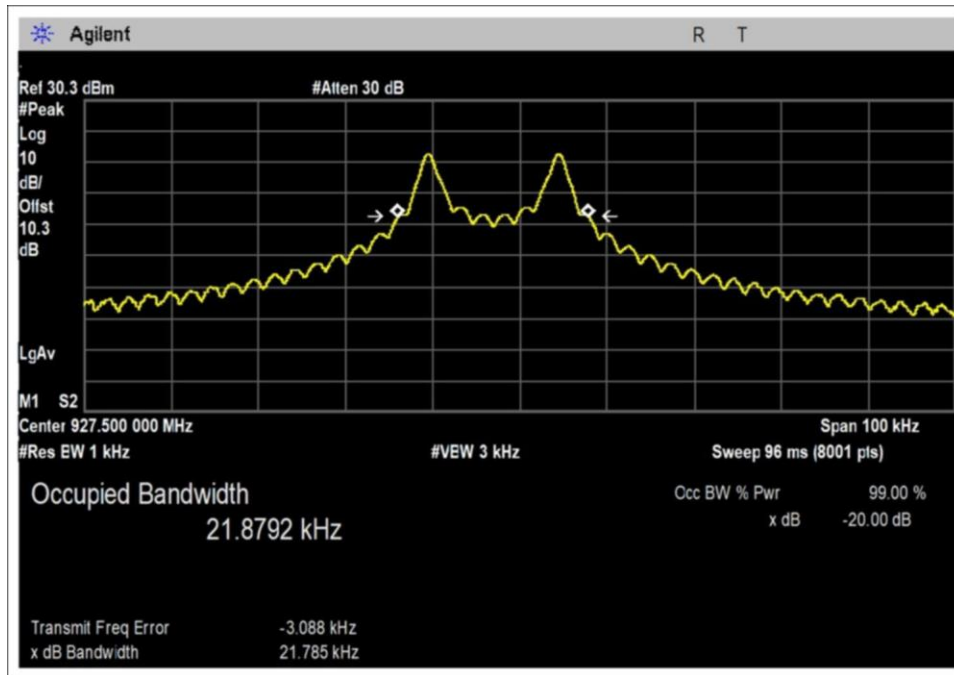 Agilent R T
Ref 30.3 dBm #Atten 30 dB
#Peak
Log
10
dB/
Offst
10.3
dB
LgAv
M1 S2
Center 927.500 000 MHz Span 100 kHz
#Res BW 1 kHz #VBW 3 kHz Sweep 96 ms (8001 pts)
Occupied Bandwidth Occ BW % Pwr 99.00 %
21.8792 kHz x dB -20.00 dB
Transmit Freq Error -3.088 kHz
x dB Bandwidth 21.785 kHz